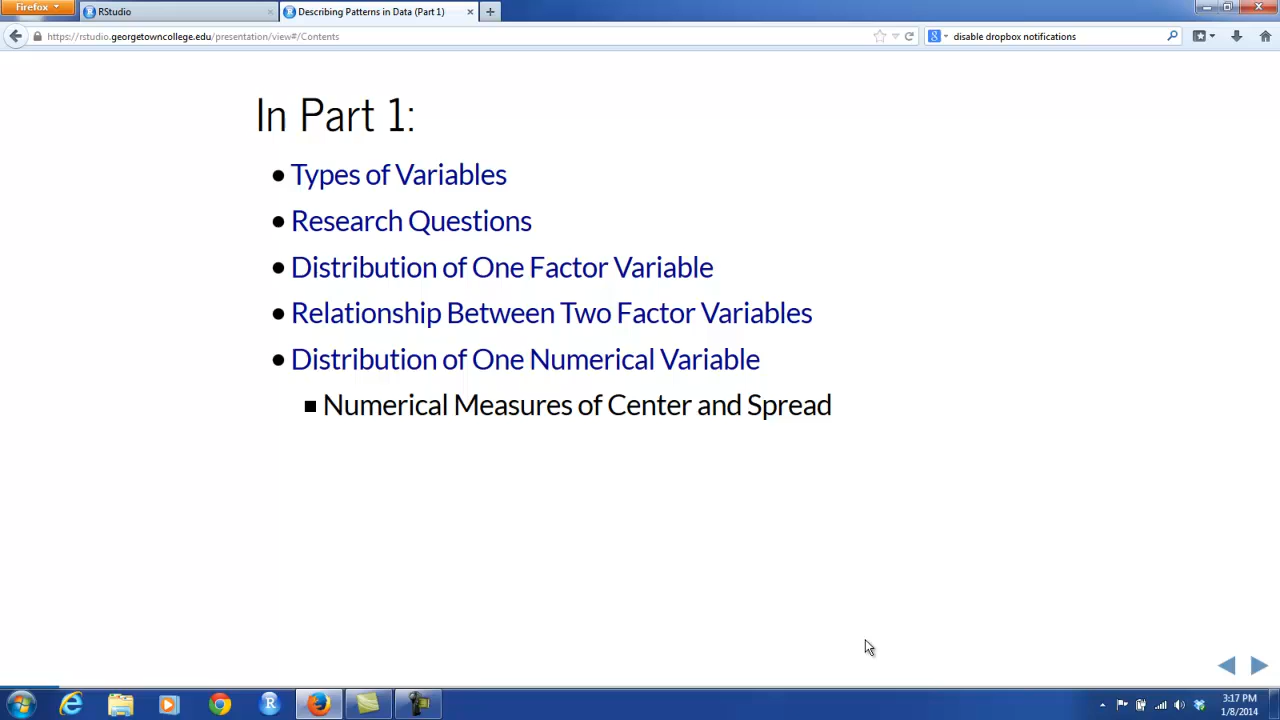 Firefox
RStudio
Describing Patterns in Data (Part 1)
https://rstudio.georgetowncollege.edu/presentation/view#/Contents
disable dropbox notifications
In Part 1:
Types of Variables
Research Questions
Distribution of One Factor Variable
Relationship Between Two Factor Variables
Distribution of One Numerical Variable
Numerical Measures of Center and Spread
3:17 PM
1/8/2014